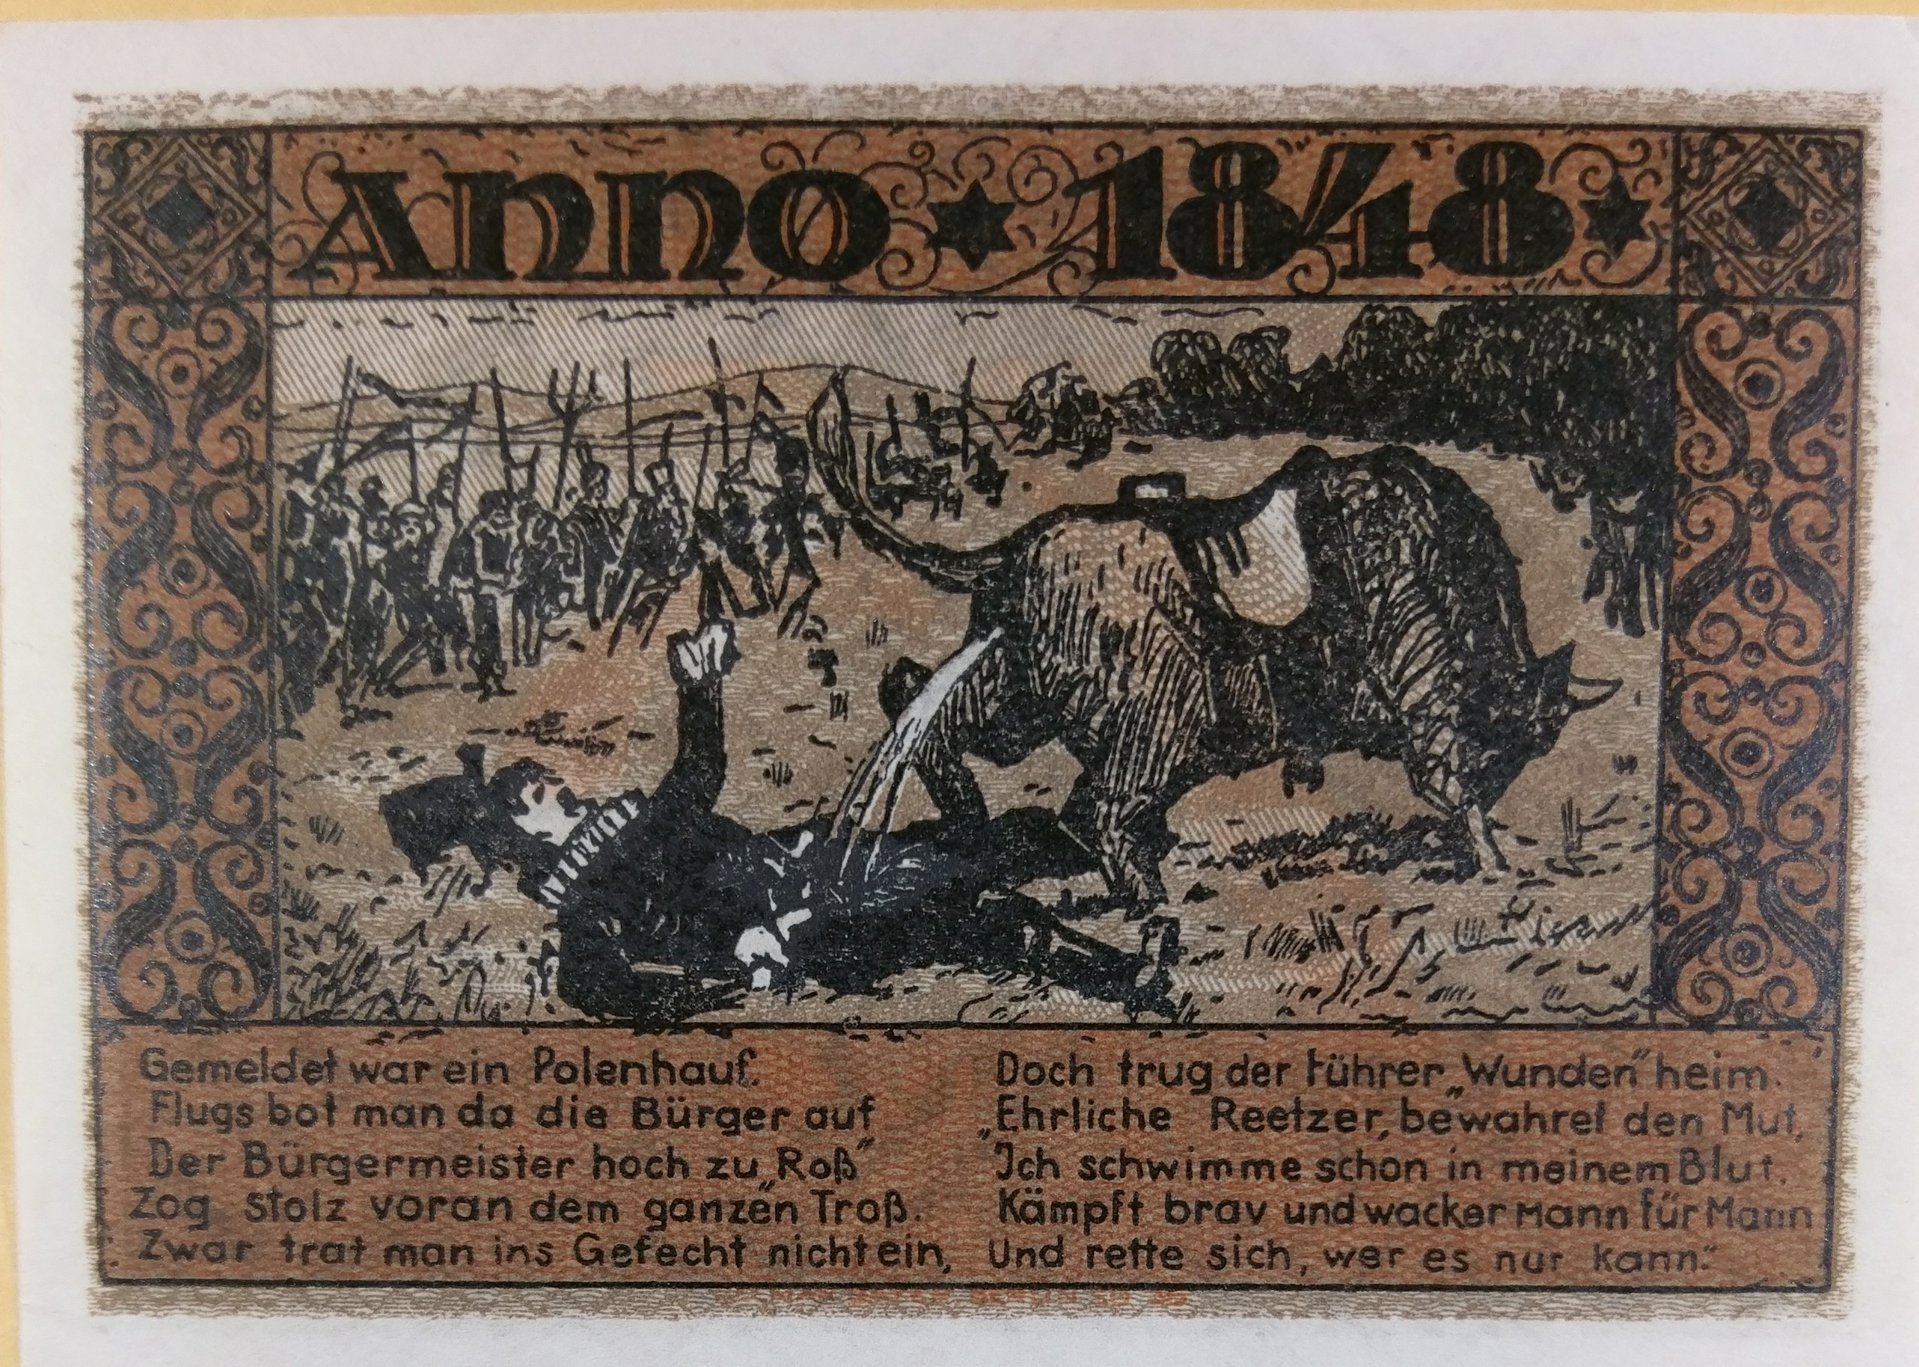 Anno 1848
Gemeldet war ein Polenhauf.
Flugs bot man da die Bürger auf
Der Bürgermeister hoch zu „Roß"
Zog stolz voran dem ganzen Troß.
Zwar trat man ins Gefecht nicht ein,
Doch trug der Führer „Wunden" heim.
„Ehrliche Reetzer, bewahret den Mut,
Ich schwimme schon in meinem Blut.
Kämpft brav und wacker Mann für Mann
Und rette sich, wer es nur kann."